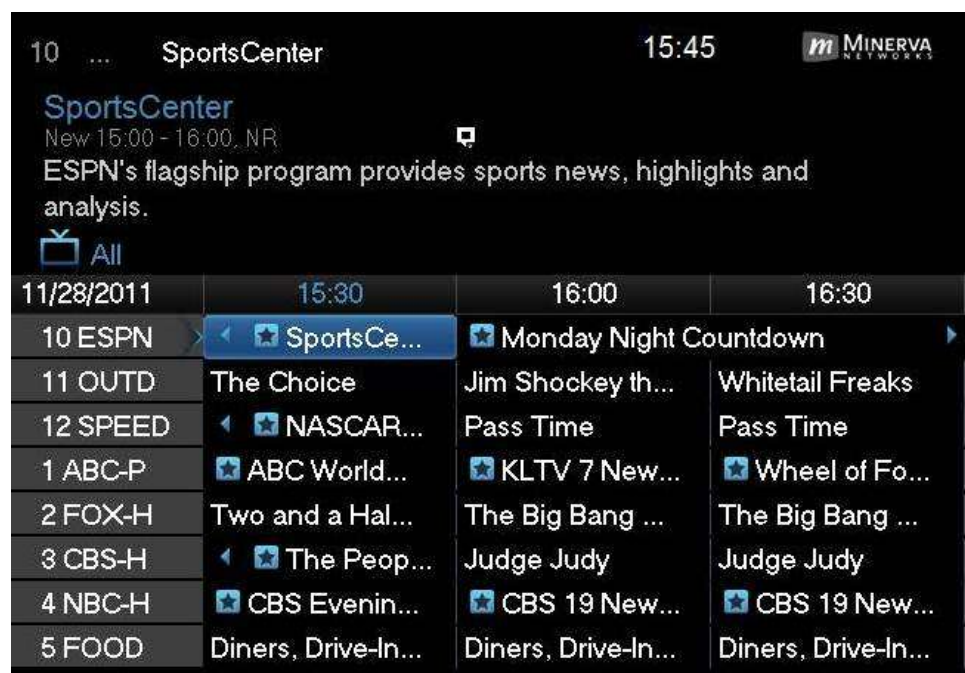 10 ... SportsCenter 15:45 m MINERVA
NETWORKS
SportsCenter
New 15:00 - 16:00, NR
ESPN's flagship program provides sports news, highlights and
analysis.
All
11/28/2011 15:30 16:00 16:30
10 ESPN SportsCe... Monday Night Countdown
11 OUTD The Choice Jim Shockey th... Whitetail Freaks
12 SPEED NASCAR... Pass Time Pass Time
1 ABC-P ABC World... KLTV 7 New... Wheel of Fo...
2 FOX-H Two and a Hal... The Big Bang ... The Big Bang ...
3 CBS-H The Peop... Judge Judy Judge Judy
4 NBC-H CBS Evenin... CBS 19 New... CBS 19 New...
5 FOOD Diners, Drive-In... Diners, Drive-In... Diners, Drive-In...